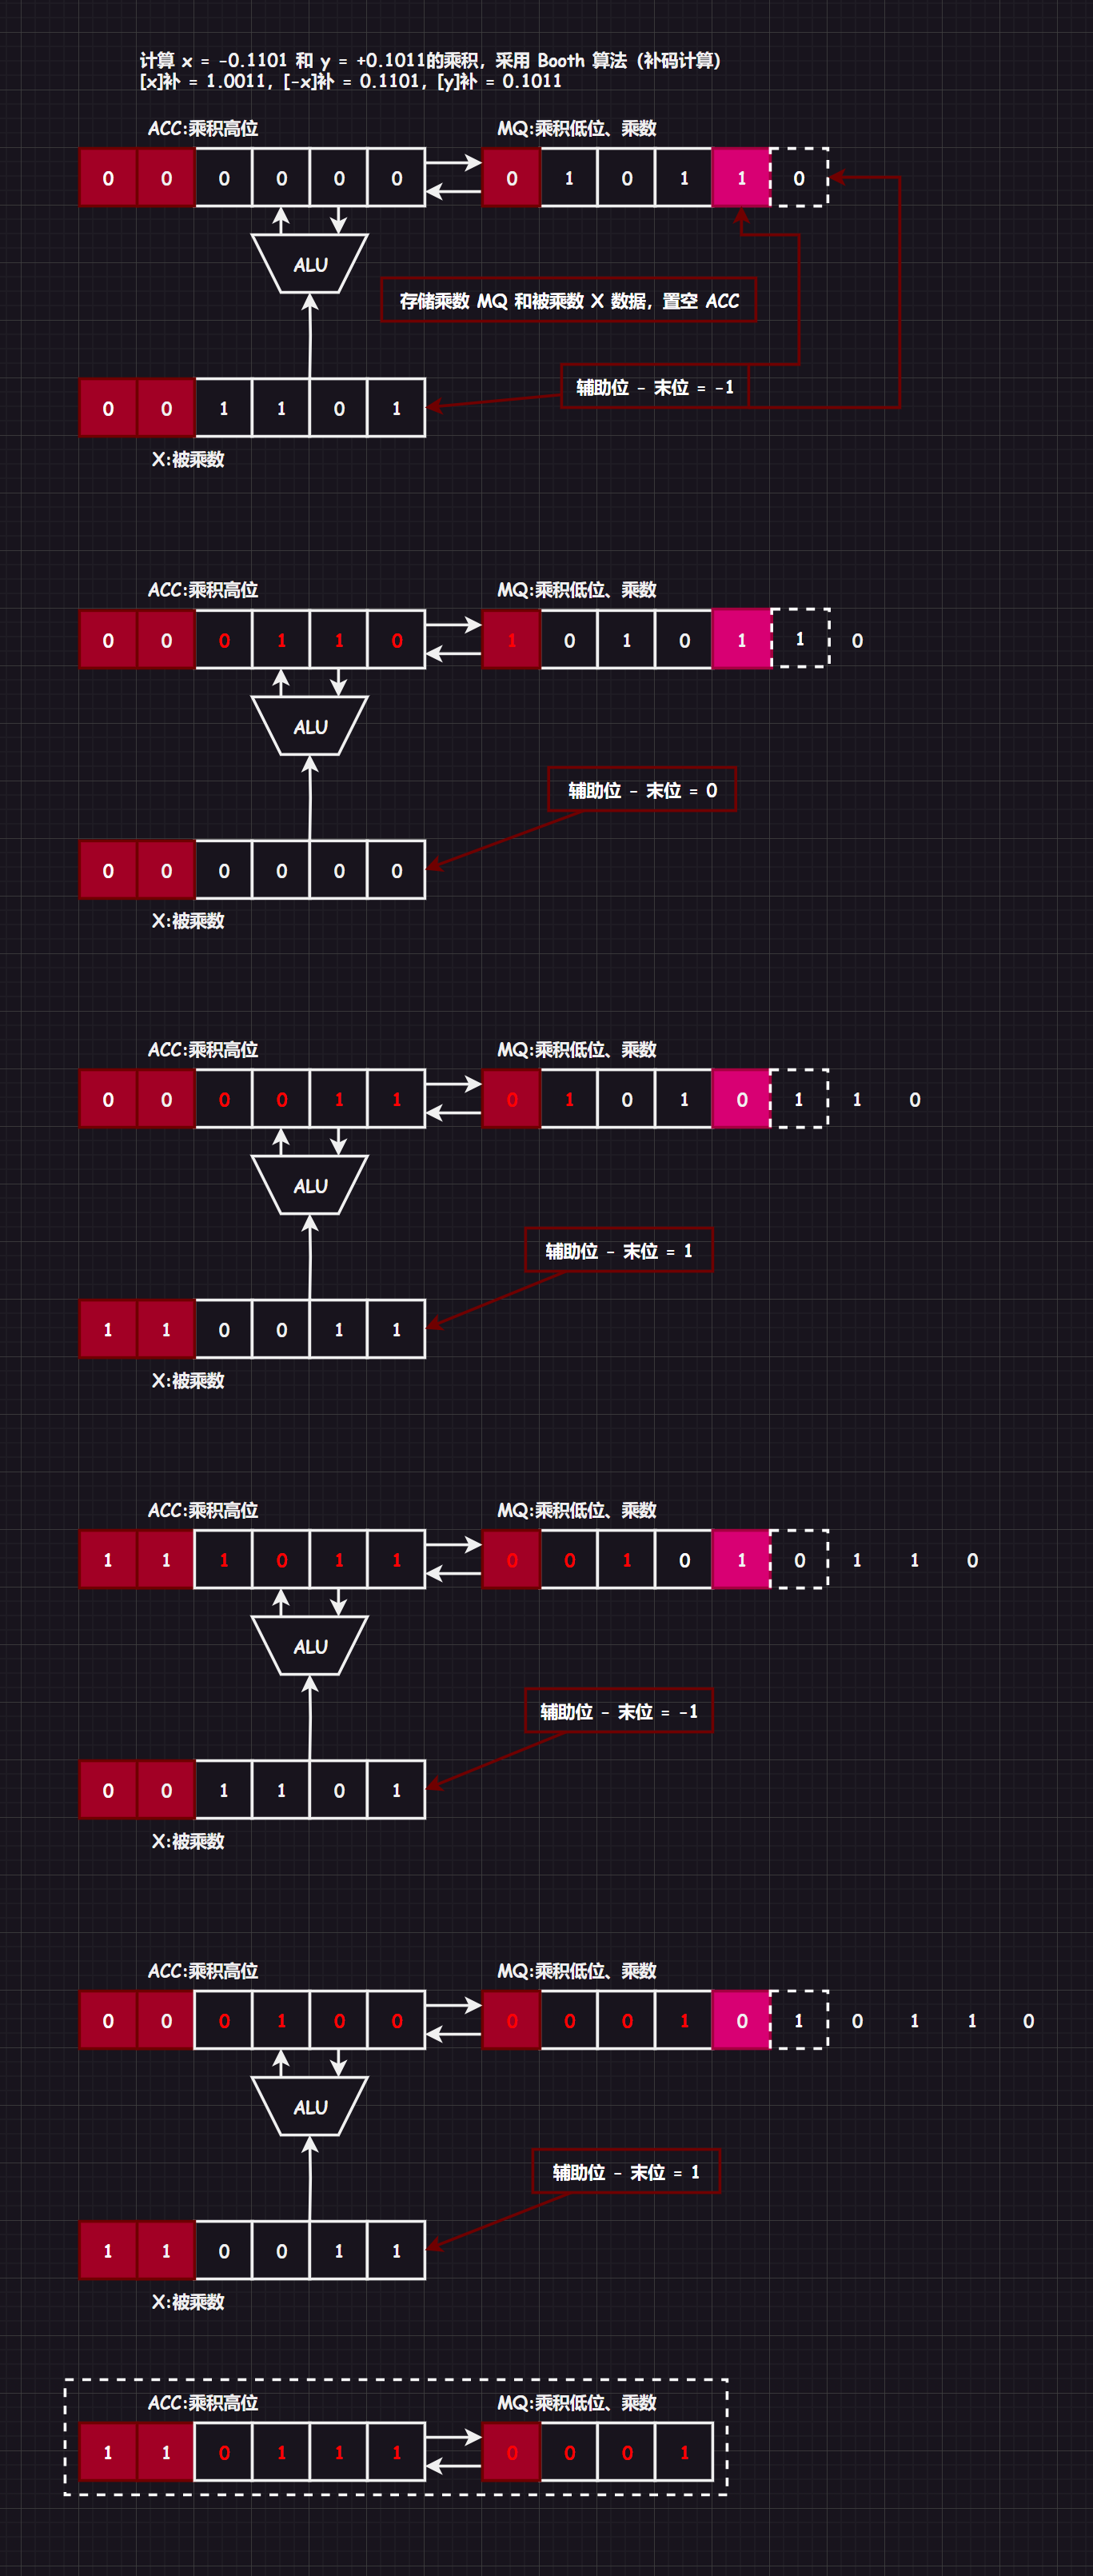 计算 x = -0.1101 和 y = +0.1011的乘积，采用 Booth 算法（补码计算）
[x]补 = 1.0011，[-x]补 = 0.1101，[y]补 = 0.1011
ACC:乘积高位 MQ:乘积低位、乘数
0 0 0 0 0 0 0 1 0 1 1 0
ALU
存储乘数 MQ 和被乘数 X 数据，置空 ACC
辅助位 - 末位 = -1
0 0 1 1 0 1
X:被乘数
ACC:乘积高位 MQ:乘积低位、乘数
0 0 0 1 1 0 1 0 1 0 1 1 0
ALU
辅助位 - 末位 = 0
0 0 0 0 0 0
X:被乘数
ACC:乘积高位 MQ:乘积低位、乘数
0 0 0 0 1 1 0 1 0 1 0 1 1 0
ALU
辅助位 - 末位 = 1
1 1 0 0 1 1
X:被乘数
ACC:乘积高位 MQ:乘积低位、乘数
1 1 1 0 1 1 0 0 1 0 1 0 1 1 0
ALU
辅助位 - 末位 = -1
0 0 1 1 0 1
X:被乘数
ACC:乘积高位 MQ:乘积低位、乘数
0 0 0 1 0 0 0 0 0 1 0 1 0 1 1 0
ALU
辅助位 - 末位 = 1
1 1 0 0 1 1
X:被乘数
ACC:乘积高位 MQ:乘积低位、乘数
1 1 0 1 1 1 0 0 0 1